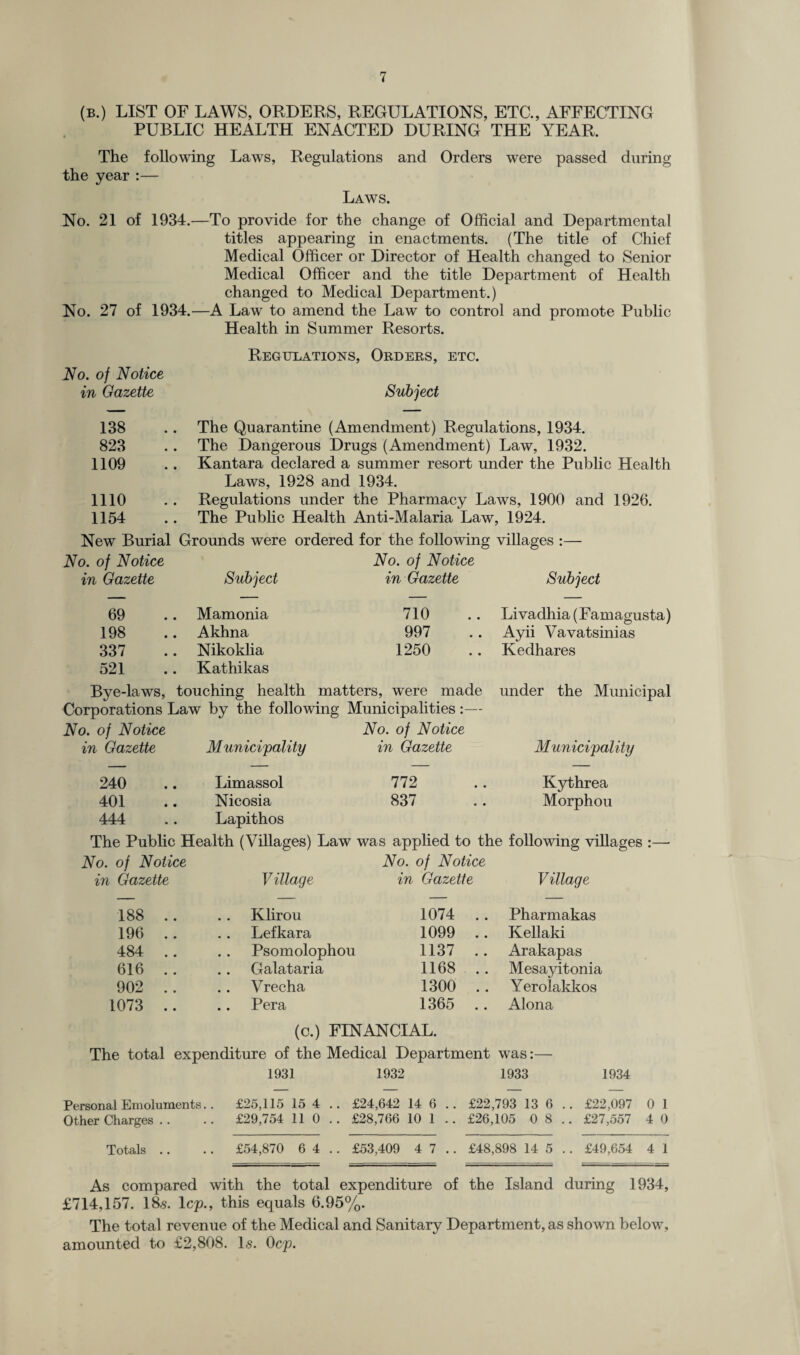 7
(B.) LIST OF LAWS, ORDERS, REGULATIONS, ETC., AFFECTING
PUBLIC HEALTH ENACTED DURING THE YEAR.
The following Laws, Regulations and Orders were passed during
the year :—
LAWS.
No. 21 of 1934.—To provide for the change of Official and Departmental
titles appearing in enactments. (The title of Chief
Medical Officer or Director of Health changed to Senior
Medical Officer and the title Department of Health
changed to Medical Department.)
No. 27 of 1934.—A Law to amend the Law to control and promote Public
Health in Summer Resorts.
REGULATIONS, ORDERS, ETC.
No. of Notice
in Gazette Subject
— —
138 .. The Quarantine (Amendment) Regulations, 1934.
823 .. The Dangerous Drugs (Amendment) Law, 1932.
1109 .. Kantara declared a summer resort under the Public Health
Laws, 1928 and 1934.
1110 .. Regulations under the Pharmacy Laws, 1900 and 1926.
1154 .. The Public Health Anti-Malaria Law, 1924.
New Burial Grounds were ordered for the following villages :—
No. of Notice No. of Notice
in Gazette Subject in Gazette Subject
— — — —
69 .. Mamonia 710 .. Livadhia (Famagusta)
198 .. Akhna 997 .. Ayii Vavatsinias
337 .. Nikoklia 1250 .. Kedhares
521 .. Kathikas
Bye-laws, touching health matters, were made under the Municipal
Corporations Law by the following Municipalities :—
No. of Notice No. of Notice
in Gazette Municipality in Gazette Municipality
— — — —
240 .. Limassol 772 .. Kythrea
401 .. Nicosia 837 .. Morphou
444 .. Lapithos
The Public Health (Villages) Law was applied to the following villages :—
No. of Notice No. of Notice
in Gazette Village in Gazette Village
— — — —
188 .. .. Klirou 1074 .. Pharmakas
196 .. .. Lefkara 1099 .. Kellaki
484 .. .. Psomolophou 1137 .. Arakapas
616 .. .. Galataria 1168 .. Mesayitonia
902 .. .. Vrecha 1300 .. Yerolakkos
1073 .. .. Pera 1365 .. Alona
(C.) FINANCIAL.
The total expenditure of the Medical Department was:—
1931 1932 1933 1934
— — — —
Personal Emoluments.. £25,115 15 4 .. £24,642 14 6 .. £22,793 13 6 .. £22,097 0 1
Other Charges .. .. £29,754 11 0 .. £28,766 10 1 .. £26,105 0 8 .. £27,557 4 0
Totals .. .. £54,870 6 4 .. £53,409 4 7 .. £48,898 14 5 .. £49,654 4 1
As compared with the total expenditure of the Island during 1934,
£714,157. 18s. 1cp., this equals 6.95%.
The total revenue of the Medical and Sanitary Department, as shown below,
amounted to £2,808. 1s. 0cp.